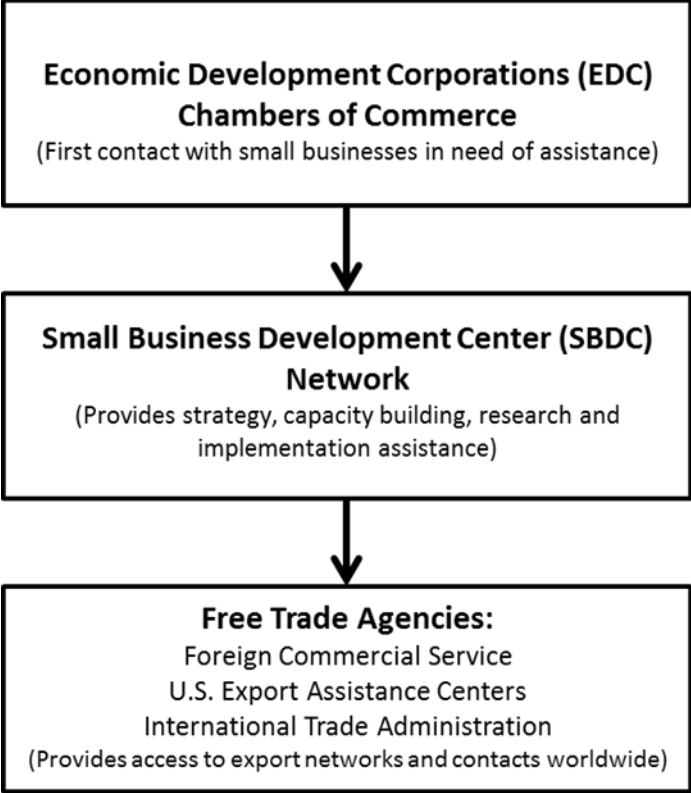 Economic Development Corporations (EDC)
Chambers of Commerce
(First contact with small businesses in need of assistance)
Small Business Development Center (SBDC)
Network
(Provides strategy, capacity building, research and
implementation assistance)
Free Trade Agencies:
Foreign Commercial Service
U.S. Export Assistance Centers
International Trade Administration
(Provides access to export networks and contacts worldwide)